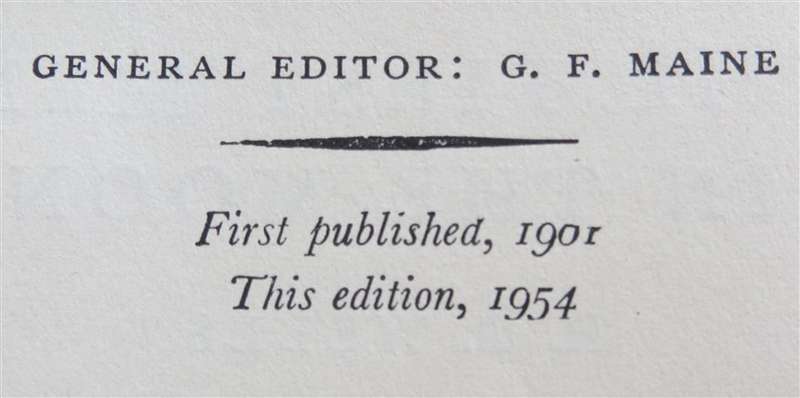 GENERAL EDITOR: G. F. MAINE
First published, 1901
This edition, 1954